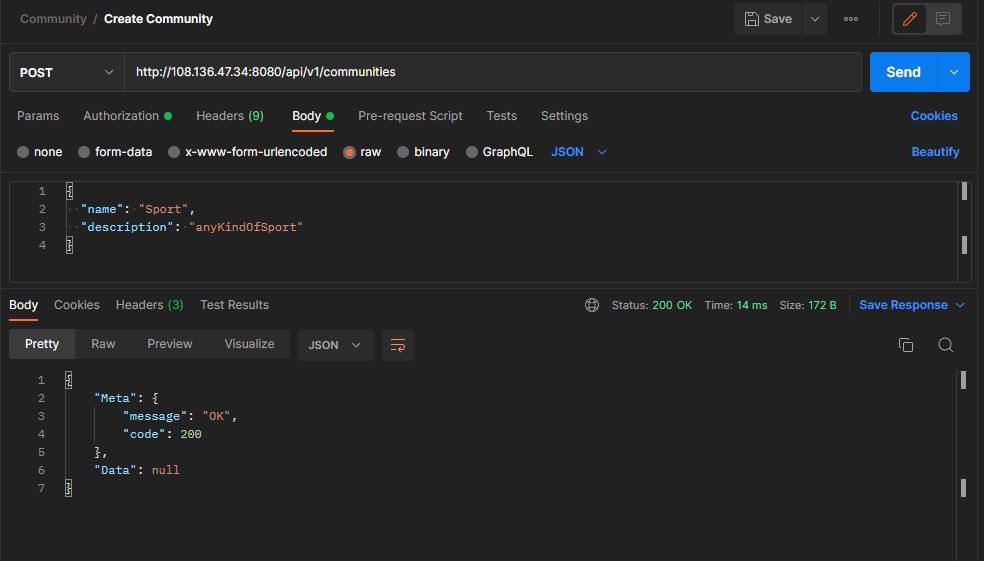 Community / Create Community
Save
POST http://108.136.47.34:8080/api/v1/communities Send
Params Authorization Headers (9) Body Pre-request Script Tests Settings Cookies
none form-data x-www-form-urlencoded raw binary GraphQL JSON Beautify
1 {
2 "name": "Sport",
3 "description": "anyKindOfSport"
4 }
Body Cookies Headers (3) Test Results Status: 200 OK Time: 14 ms Size: 172 B Save Response
Pretty Raw Preview Visualize JSON
1 {
2 "Meta": {
3 "message": "OK",
4 "code": 200
5 },
6 "Data": null
7 }